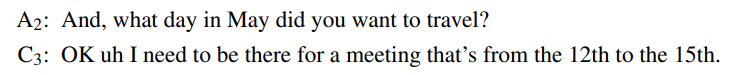 A2: And, what day in May did you want to travel?
C3: OK uh I need to be there for a meeting that's from the 12th to the 15th.